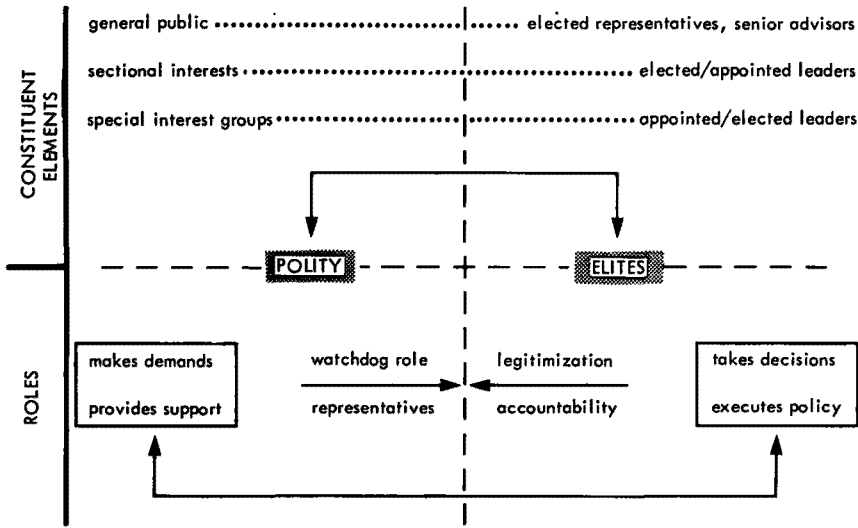 CONSTITUENT
ELEMENTS
general public elected representatives, senior advisors
sectional interests elected/appointed leaders
special interest groups appointed/elected leaders
POLITY ELITES
ROLES
makes demands
provides support
watchdog role
representatives
legitimization
accountability
takes decisions
executes policy